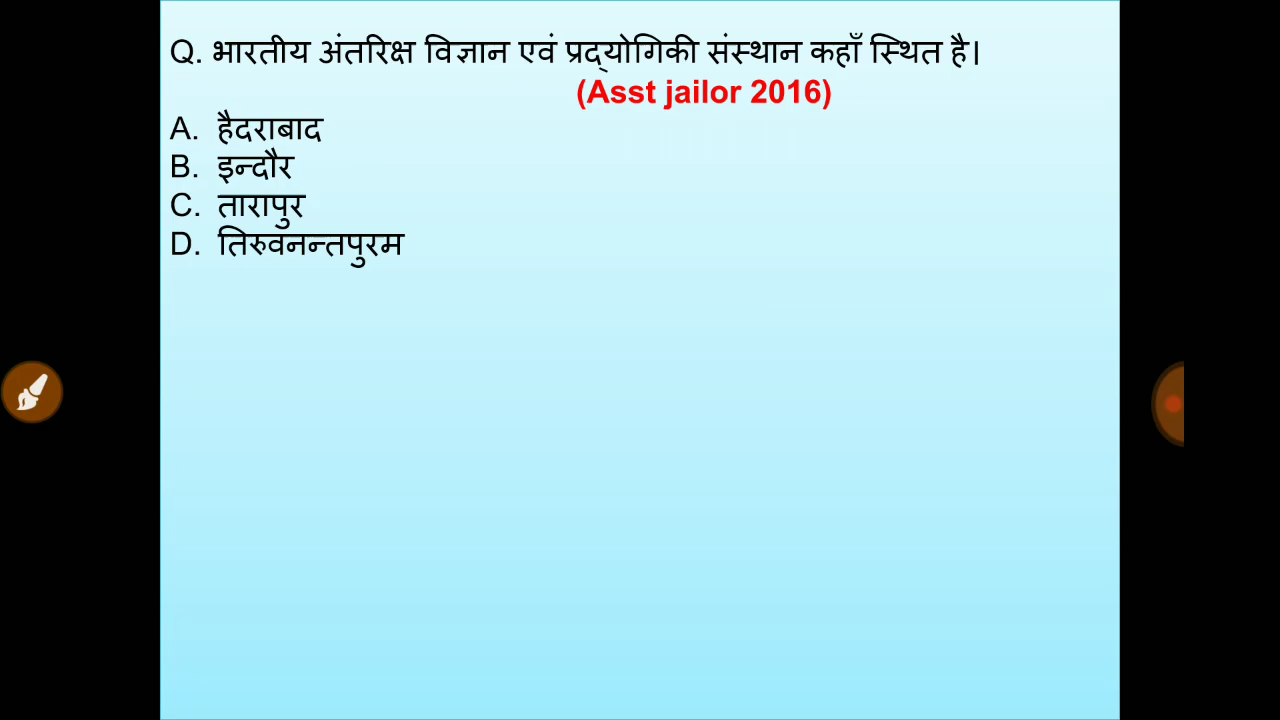 Q. भारतीय अंतरिक्ष विज्ञान एवं प्रद्योगिकी संस्थान कहाँ स्थित है।
(Asst jailor 2016)
A. हैदराबाद
B. इन्दौर
C. तारापुर
D. तिरुवनन्तपुरम